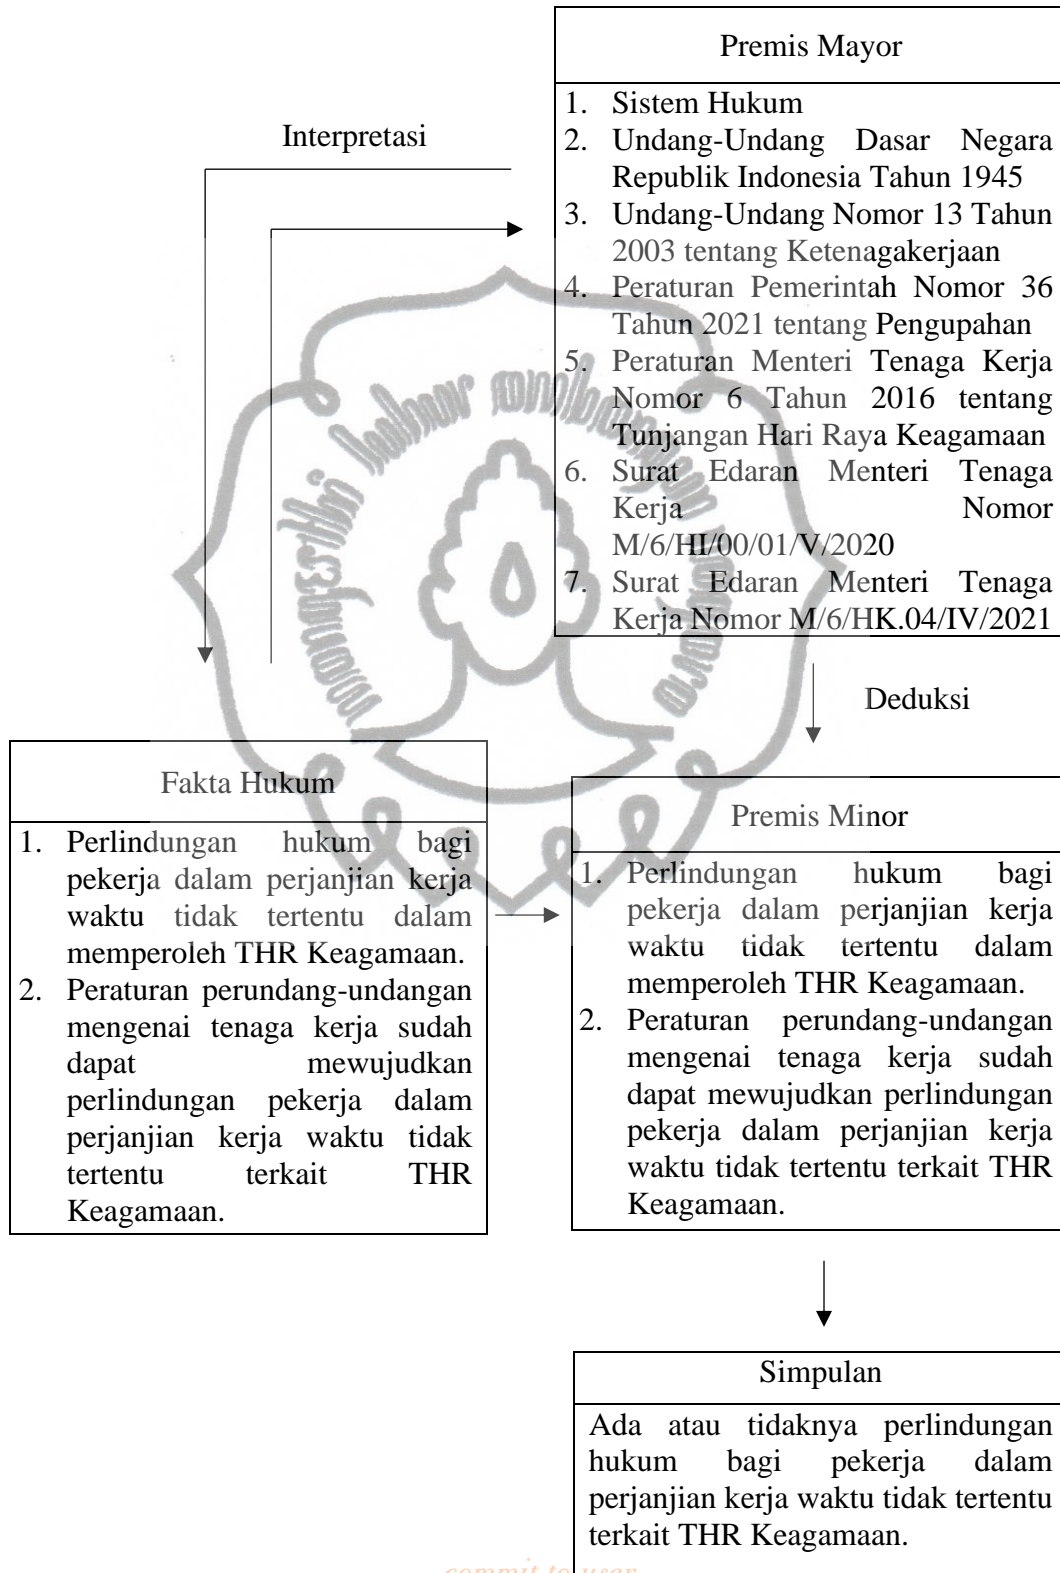 Premis Mayor
Interpretasi
1. Sistem Hukum
2. Undang-Undang Dasar Negara
Republik Indonesia Tahun 1945
3. Undang-Undang Nomor 13 Tahun
2003 tentang Ketenagakerjaan
4. Peraturan Pemerintah Nomor 36
Tahun 2021 tentang Pengupahan
5. Peraturan Menteri Tenaga Kerja
Nomor 6 Tahun 2016 tentang
Tunjangan Hari Raya Keagamaan
6. Surat Edaran Menteri Tenaga
Kerja Nomor
M/6/HI/00/01/V/2020
7. Surat Edaran Menteri Tenaga
Kerja Nomor M/6/HK.04/IV/2021
Deduksi
Fakta Hukum
1. Perlindungan hukum bagi
pekerja dalam perjanjian kerja
waktu tidak tertentu dalam
memperoleh THR Keagamaan.
2. Peraturan perundang-undangan
mengenai tenaga kerja sudah
dapat mewujudkan
perlindungan pekerja dalam
perjanjian kerja waktu tidak
tertentu terkait THR
Keagamaan.
Premis Minor
1. Perlindungan hukum bagi
pekerja dalam perjanjian kerja
waktu tidak tertentu dalam
memperoleh THR Keagamaan.
2. Peraturan perundang-undangan
mengenai tenaga kerja sudah
dapat mewujudkan perlindungan
pekerja dalam perjanjian kerja
waktu tidak tertentu terkait THR
Keagamaan.
Simpulan
Ada atau tidaknya perlindungan
hukum bagi pekerja dalam
perjanjian kerja waktu tidak tertentu
terkait THR Keagamaan.
commit to user